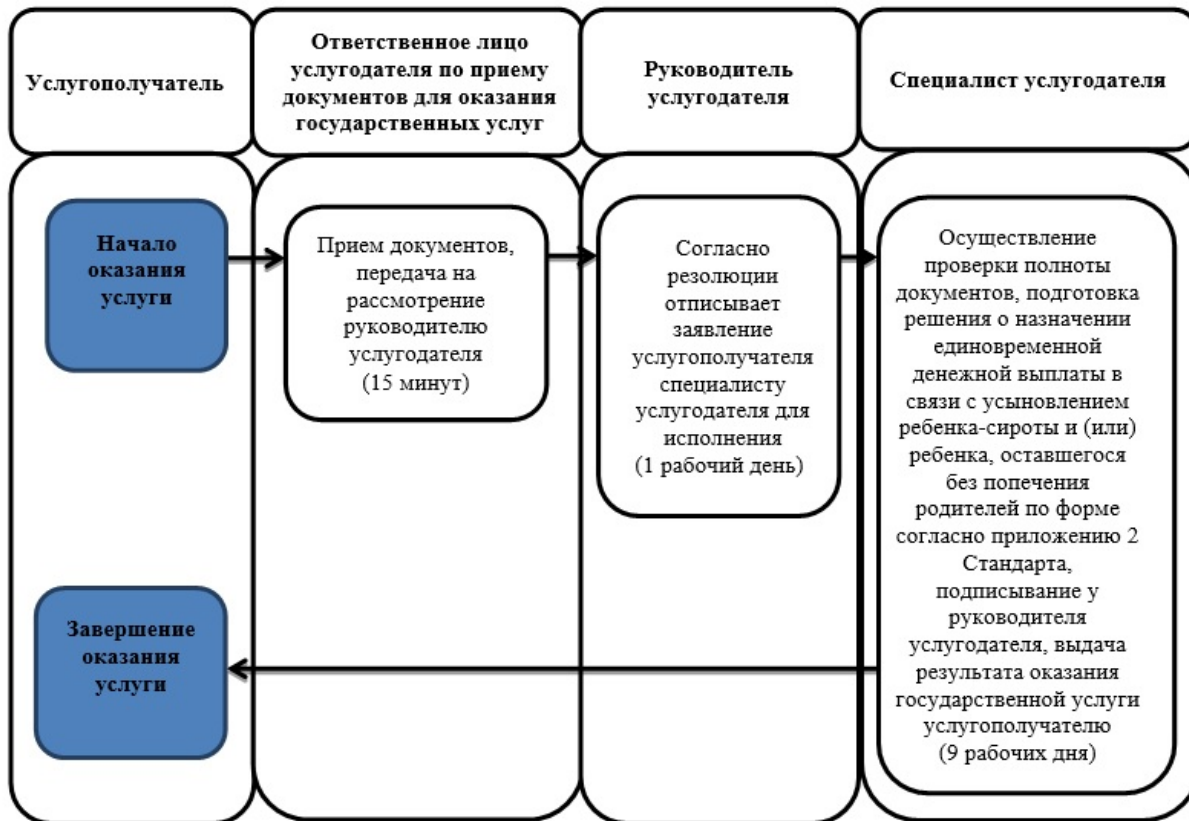 Услугополучатель
Ответственное лицо
услугодателя по приему
документов для оказания
государственных услуг
Руководитель
услугодателя
Специалист услугодателя
Начало
оказания
услуги
Прием документов,
передача на
рассмотрение
руководителю
услугодателя
(15 минут)
Согласно
резолюции
отписывает
заявление
услугополучателя
специалисту
услугодателя для
исполнения
(1 рабочий день)
Осуществление
проверки полноты
документов, подготовка
решения о назначении
единовременной
денежной выплаты в
связи с усыновлением
ребенка-сироты и (или)
ребенка, оставшегося
без попечения
родителей по форме
согласно приложению 2
Стандарта,
подписывание у
руководителя
услугодателя, выдача
результата оказания
государственной услуги
услугополучателю
(9 рабочих дня)
Завершение
оказания
услуги